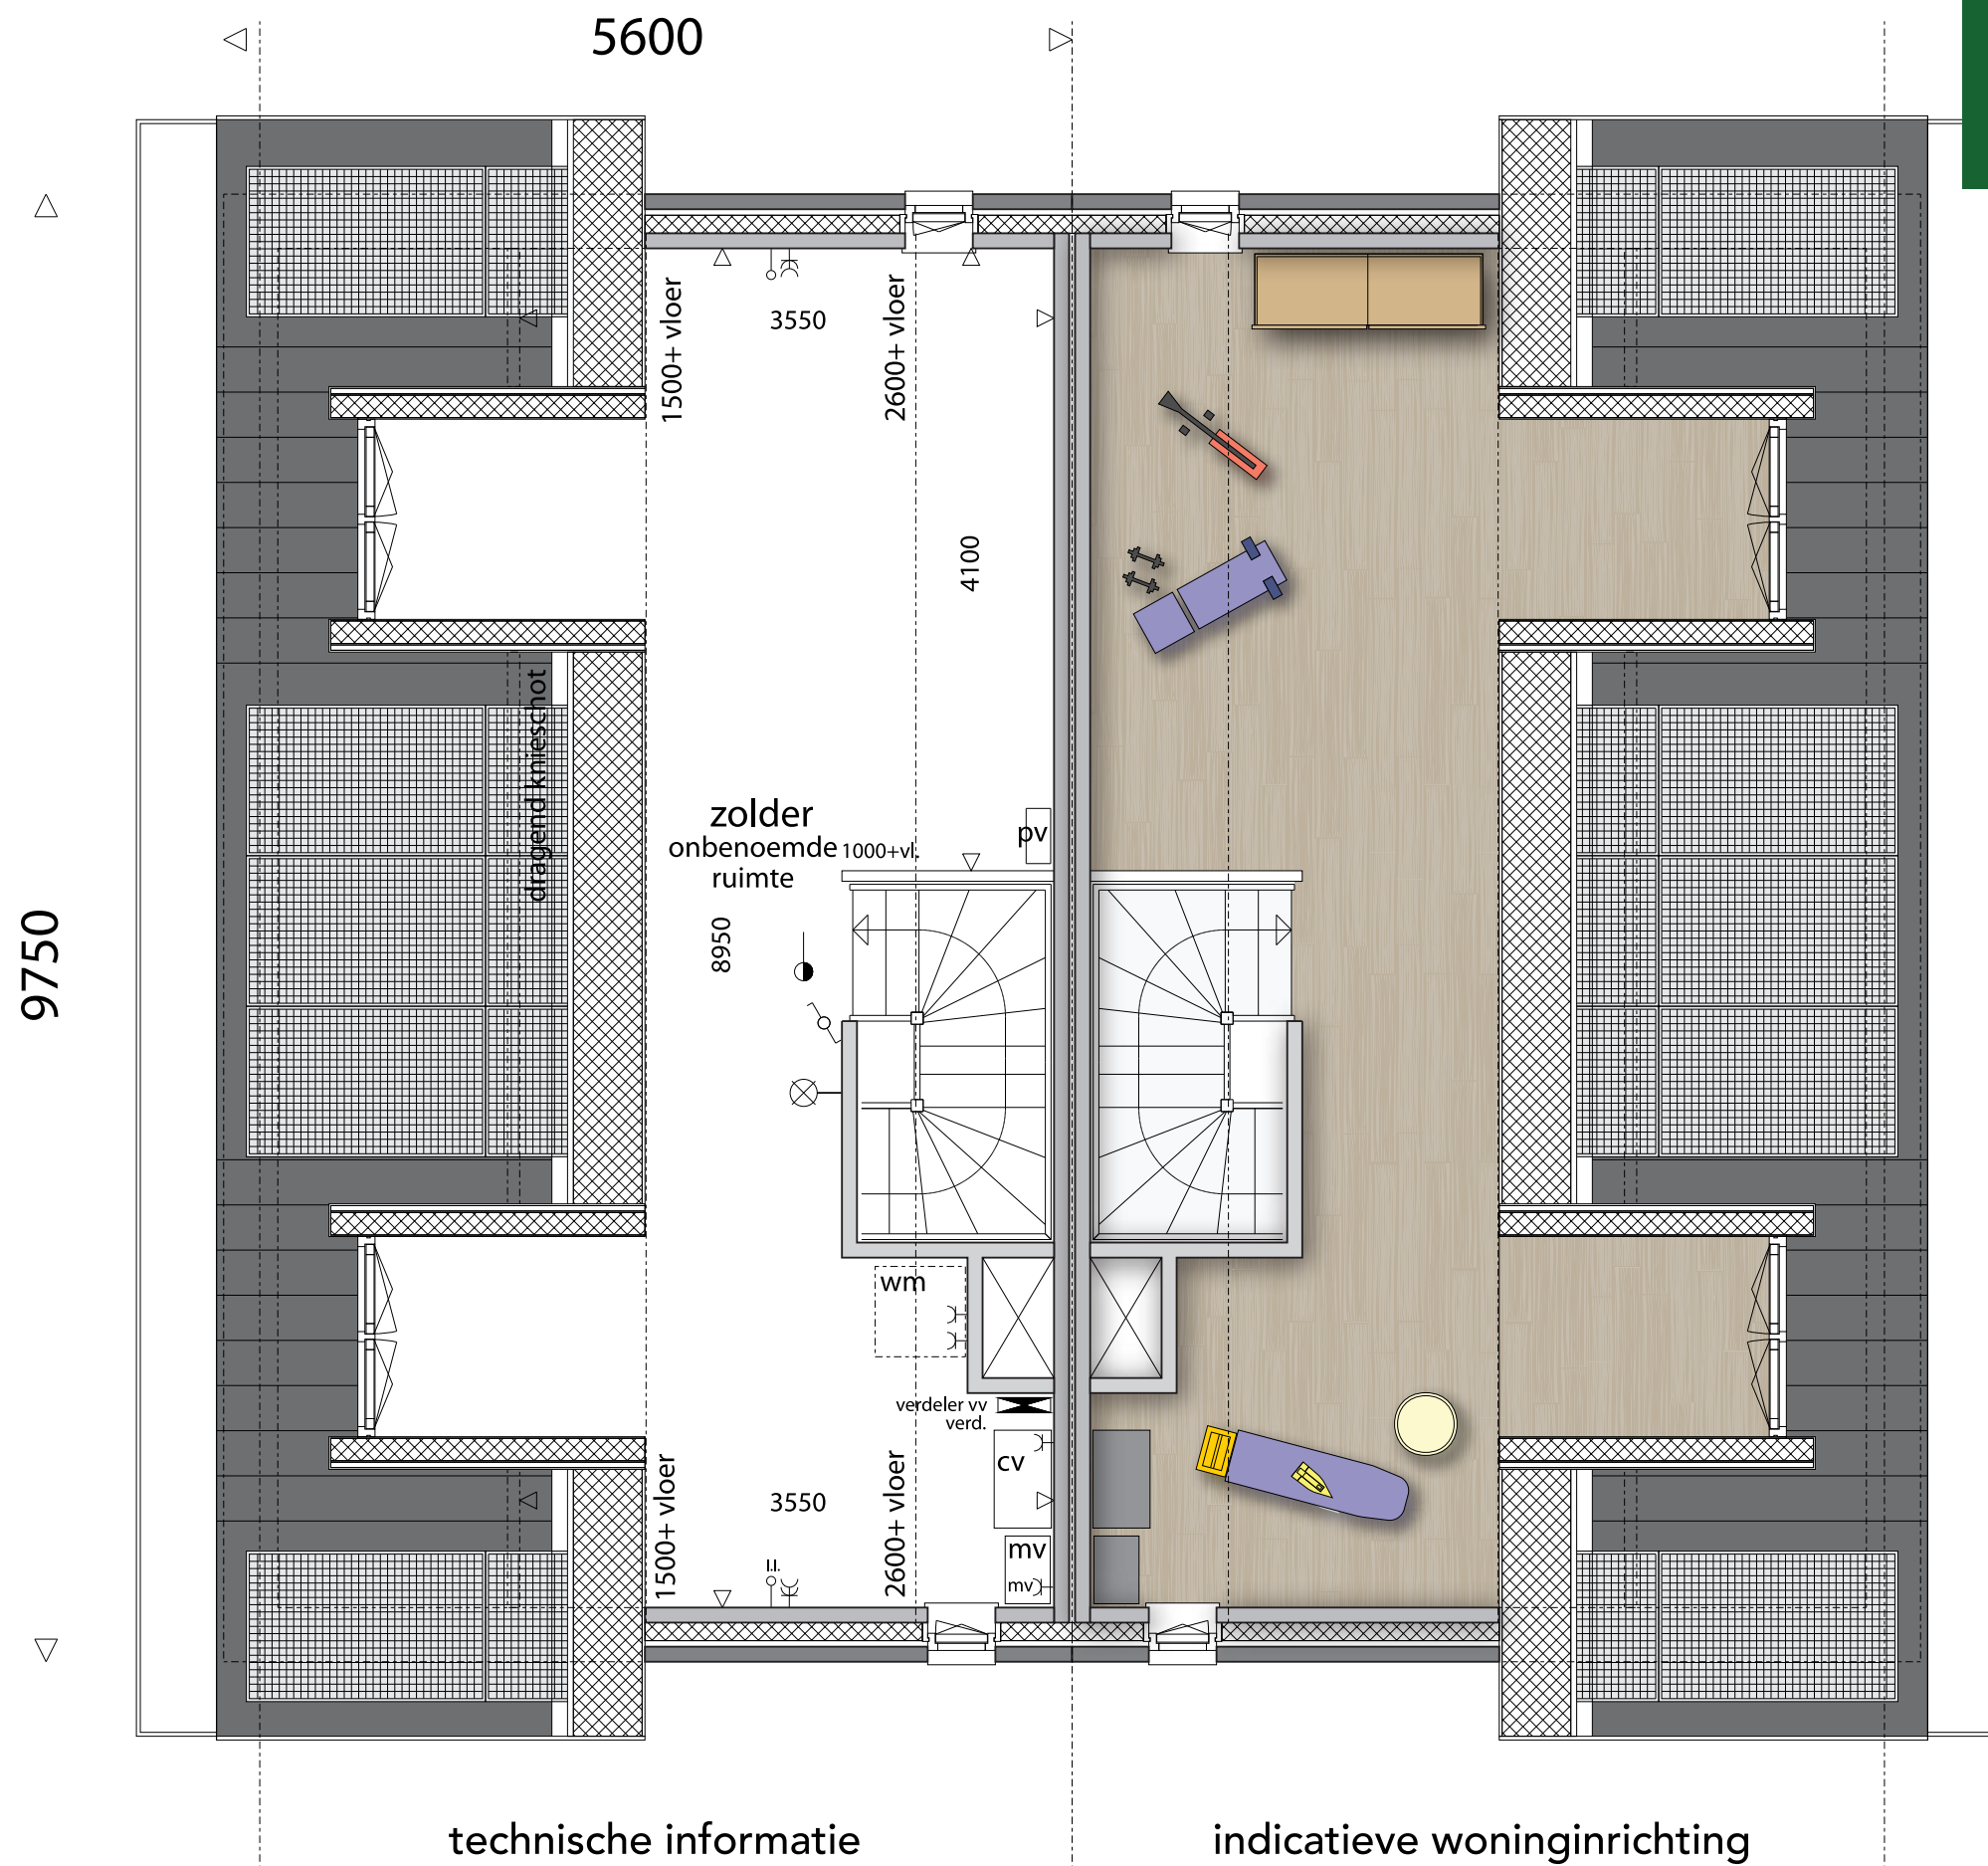 5600
9750
1500+ vloer
3550
2600+ vloer
4100
dragend knieschot
zolder
onbenoemde
ruimte
1000+vl.
pv
8950
wm
verdeler vv
verd.
cv
1500+ vloer
3550
2600+ vloer
l.l.
mv
mv
technische informatie
indicatieve woninginrichting